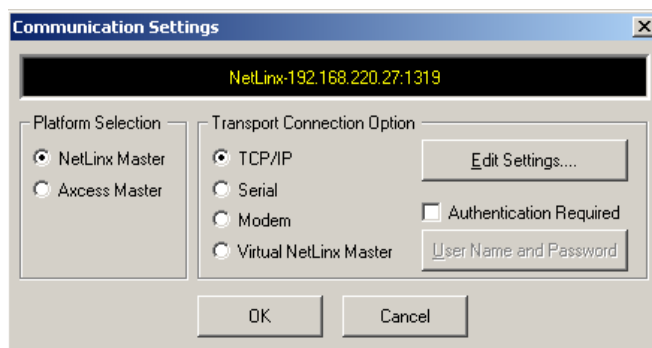 Communication Settings
NetLinx-192.168.220.27:1319
Platform Selection
NetLinx Master
Axcess Master
Transport Connection Option
TCP/IP
Serial
Modem
Virtual NetLinx Master
Edit Settings....
Authentication Required
User Name and Password
OK
Cancel